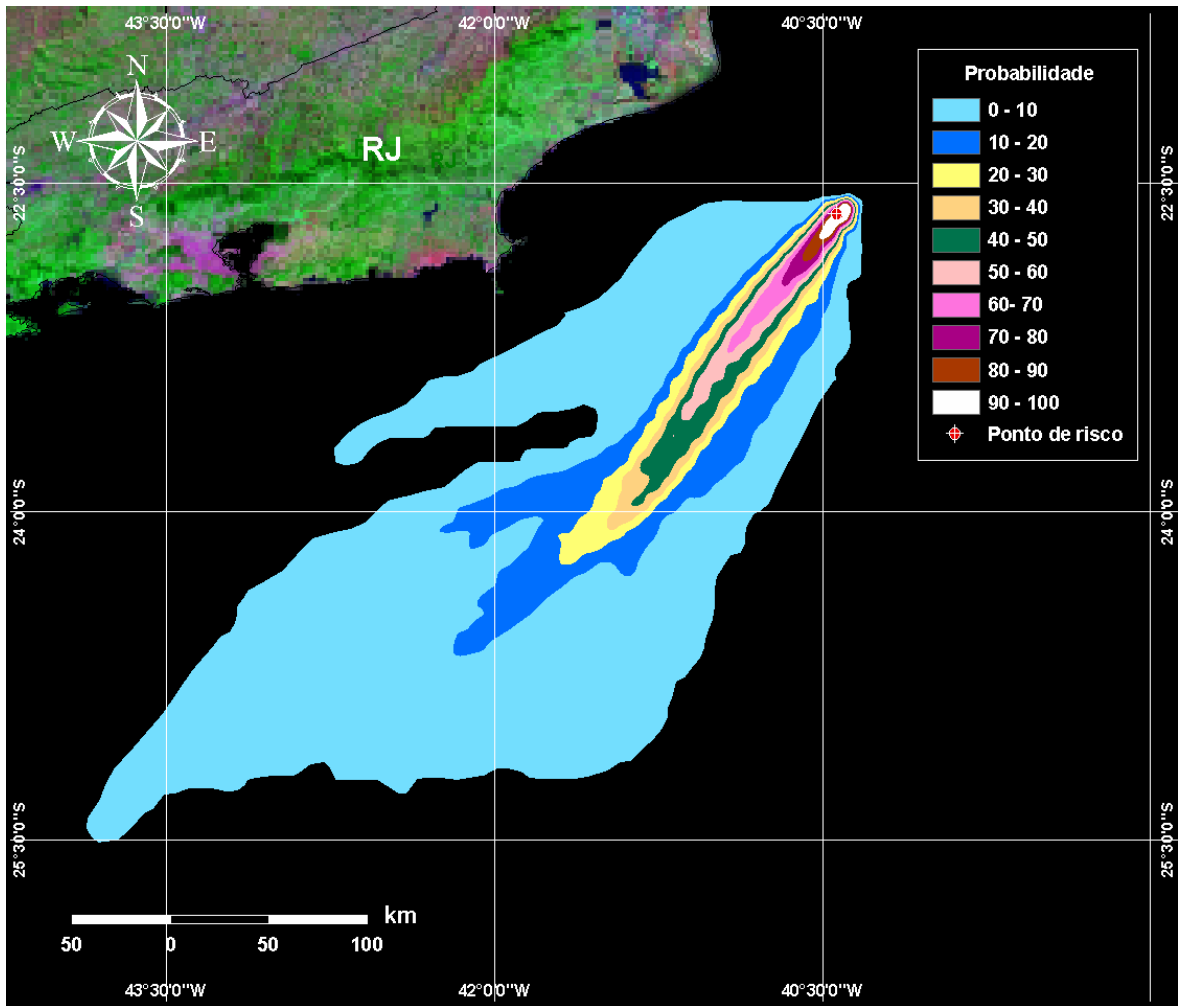 43°30'0"W 42°00'0"W 40°30'0"W
N
W E
S
RJ
Probabilidade
0 - 10
10 - 20
20 - 30
30 - 40
40 - 50
50 - 60
60- 70
70 - 80
80 - 90
90 - 100
Ponto de risco
22°30'0"S 22°30'0"S
24°0'0"S 24°0'0"S
25°30'0"S 25°30'0"S
km
50 0 50 100
43°30'0"W 42°00'0"W 40°30'0"W